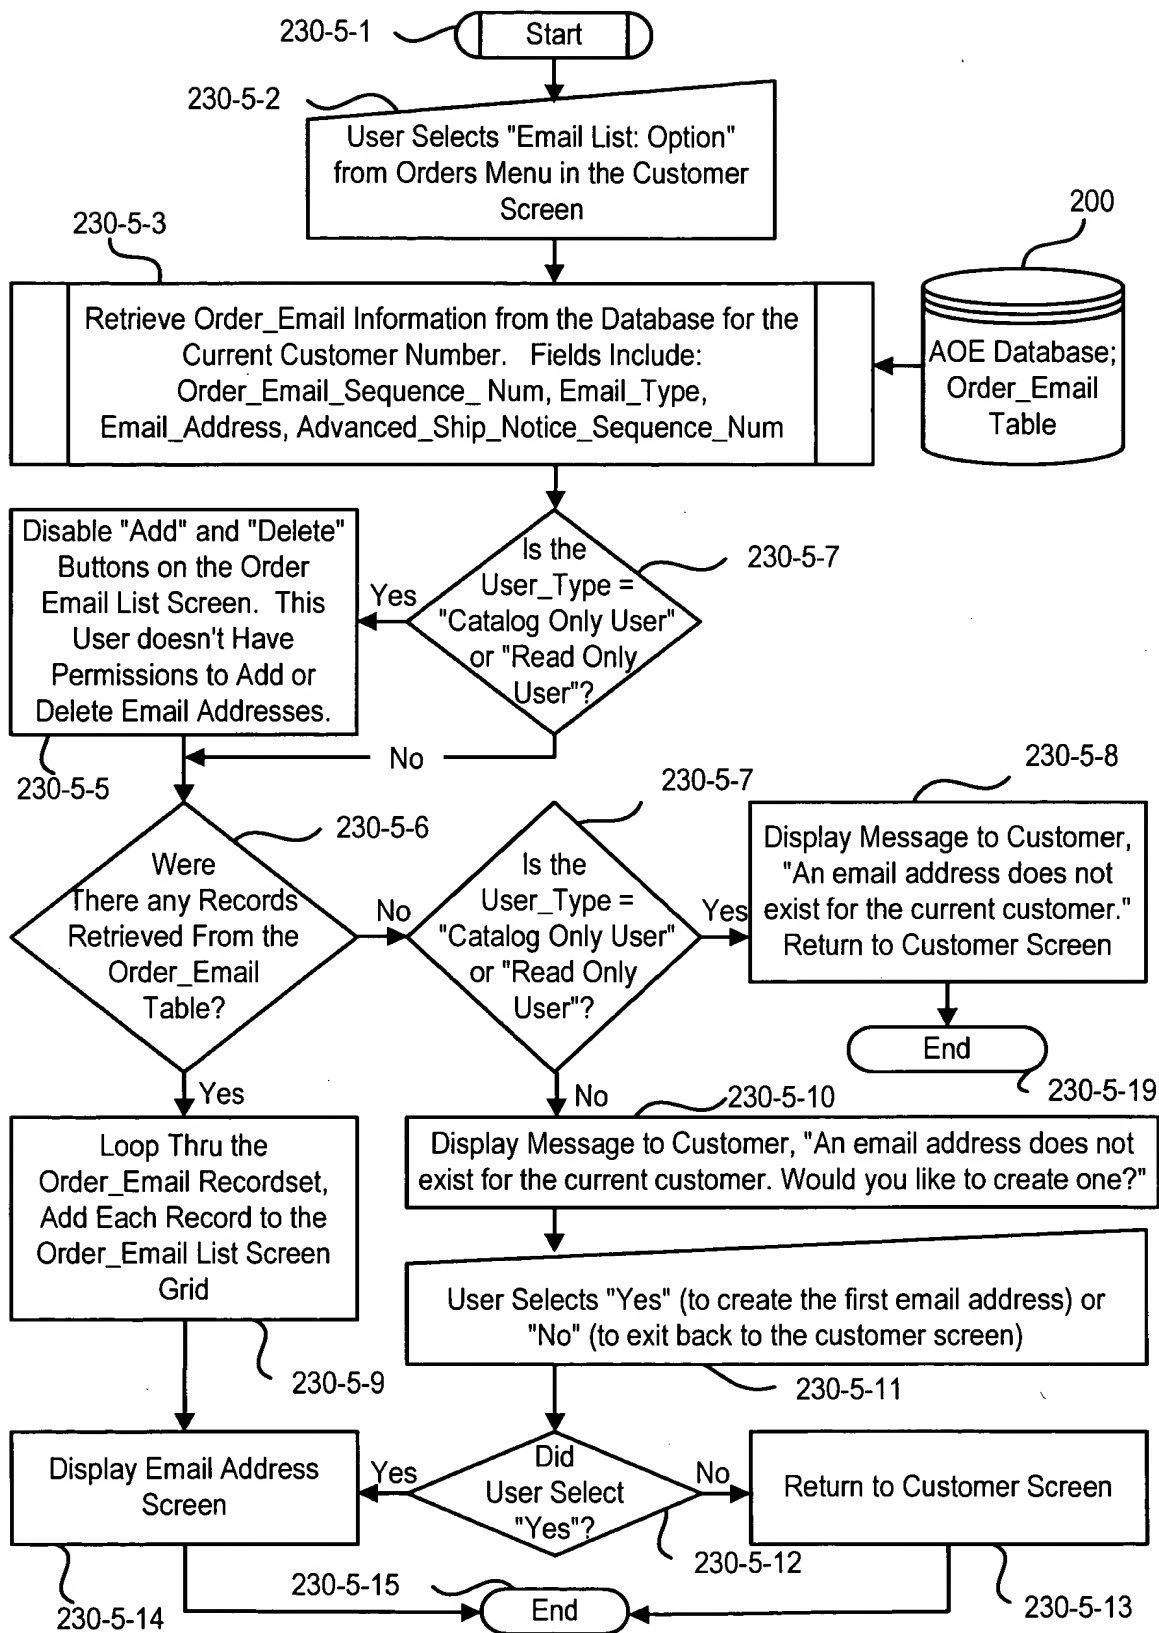 230-5-1
Start
230-5-2
User Selects "Email List: Option"
from Orders Menu in the Customer
Screen
230-5-3
200
Retrieve Order_Email Information from the Database for the
Current Customer Number. Fields Include:
Order_Email_Sequence_ Num, Email_Type,
Email_Address, Advanced_Ship_Notice_Sequence_Num
AOE Database;
Order_Email
Table
Disable "Add" and "Delete"
Buttons on the Order
Email List Screen. This
User doesn't Have
Permissions to Add or
Delete Email Addresses.
Yes
Is the
User_Type =
"Catalog Only User"
or "Read Only
User"?
230-5-7
No
230-5-5
230-5-6
230-5-7
230-5-8
Were
There any Records
Retrieved From the
Order_Email
Table?
No
Is the
User_Type =
"Catalog Only User"
or "Read Only
User"?
Yes
Display Message to Customer,
"An email address does not
exist for the current customer."
Return to Customer Screen
End
230-5-19
Yes
No
230-5-10
Loop Thru the
Order_Email Recordset,
Add Each Record to the
Order_Email List Screen
Grid
Display Message to Customer, "An email address does not
exist for the current customer. Would you like to create one?"
User Selects "Yes" (to create the first email address) or
"No" (to exit back to the customer screen)
230-5-9
230-5-11
Display Email Address
Screen
Yes
Did
User Select
"Yes"?
No
Return to Customer Screen
230-5-12
230-5-14
230-5-15
End
230-5-13